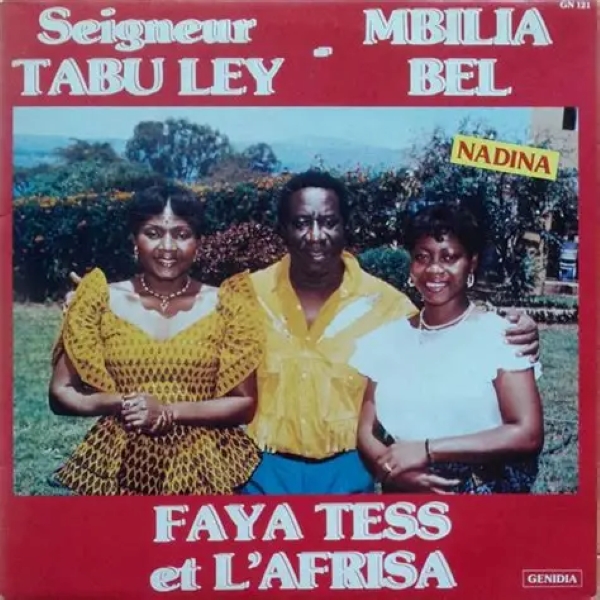 GN 121
Seigneur - MBILIA
TABU LEY BEL
NADINA
FAYA TESS
et L'AFRISA
GENIDIA